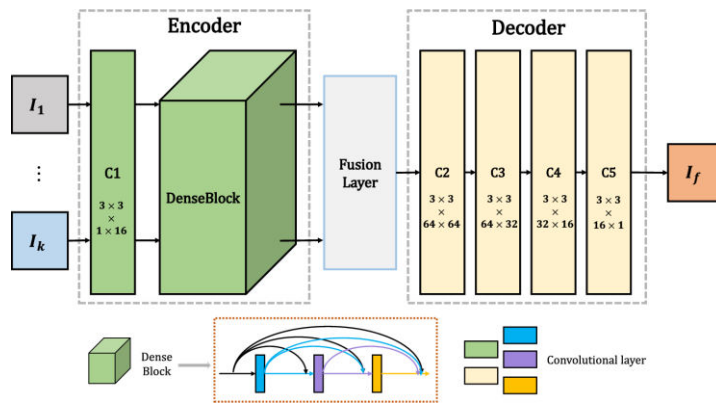 Encoder
Decoder
I₁
⋮
Iₖ
C1
3 × 3
×
1 × 16
DenseBlock
Fusion
Layer
C2
3 × 3
×
64 × 64
C3
3 × 3
×
64 × 32
C4
3 × 3
×
32 × 16
C5
3 × 3
×
16 × 1
I_f
Dense
Block
Convolutional layer